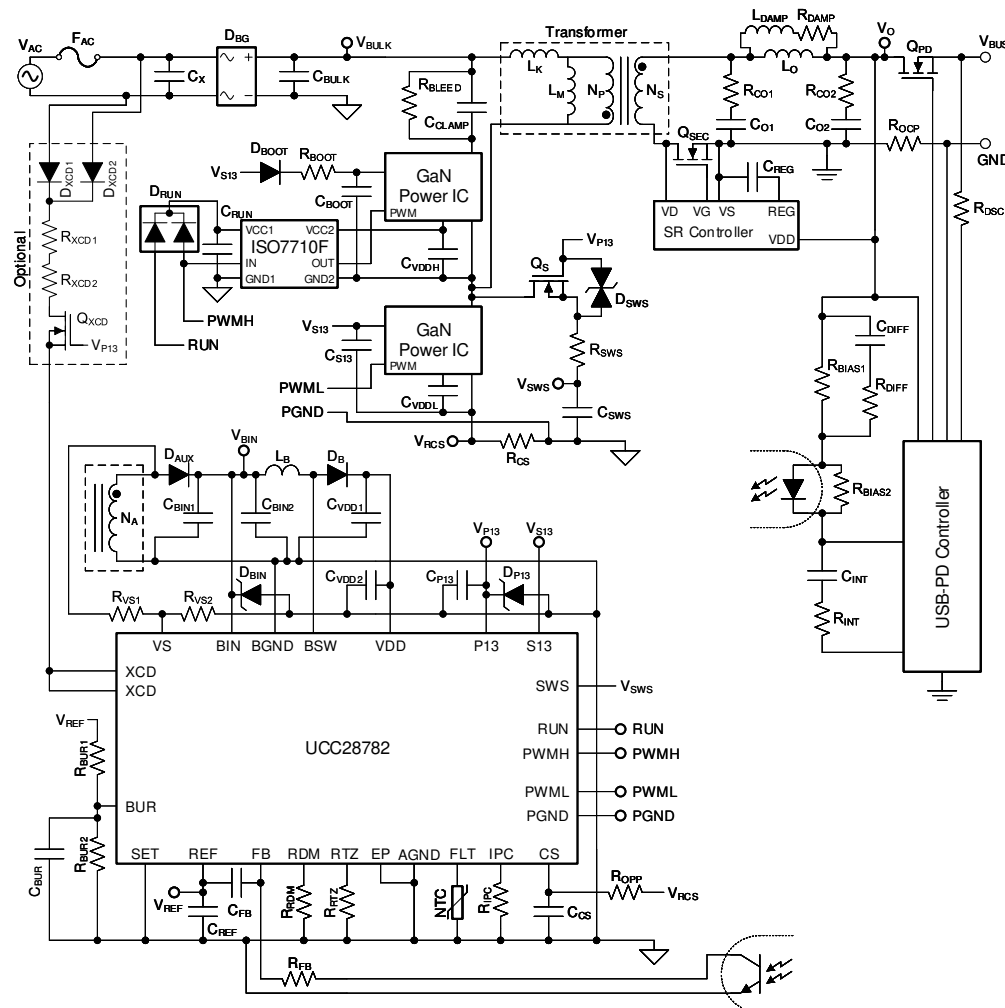 Transformer
VAC
FAC
DBG
VBULK
LDAMP
RDAMP
VO
QPD
VBUS
CX
CBULK
RBLEED
CCLAMP
LK
LM
NP
NS
LO
RCO1
CO1
RCO2
CO2
ROCP
GND
QSEC
CREG
RDSC
VD
VG
VS
REG
SR Controller
VDD
DXCD1
DXCD2
RXCD1
RXCD2
QXCD
VP13
Optional
DRUN
CRUN
VS13
DBOOT
RBOOT
CBOOT
GaN
Power IC
PWM
VCC1
VCC2
ISO7710F
IN
OUT
GND1
GND2
CVDDH
PWMH
RUN
VP13
QS
DSWS
RSWS
VSWS
CSWS
VS13
CS13
GaN
Power IC
PWM
PWML
CVDDL
PGND
VRCS
RCS
CDIFF
RBIAS1
RDIFF
RBIAS2
CINT
RINT
USB-PD Controller
VBIN
DAUX
LB
DB
CBIN1
CBIN2
CVDD1
NA
VP13
VS13
DBIN
CVDD2
CP13
DP13
RVS1
RVS2
VS
BIN
BGND
BSW
VDD
P13
S13
XCD
XCD
SWS
VSWS
VREF
RBUR1
UCC28782
RUN
RUN
PWMH
PWMH
BUR
PWML
PWML
PGND
PGND
CBUR
RBUR2
SET
REF
FB
RDM
RTZ
EP
AGND
FLT
IPC
CS
VREF
CFB
CREF
RRDM
RRTZ
NTC
RIPC
CCS
ROPP
VRCS
RFB